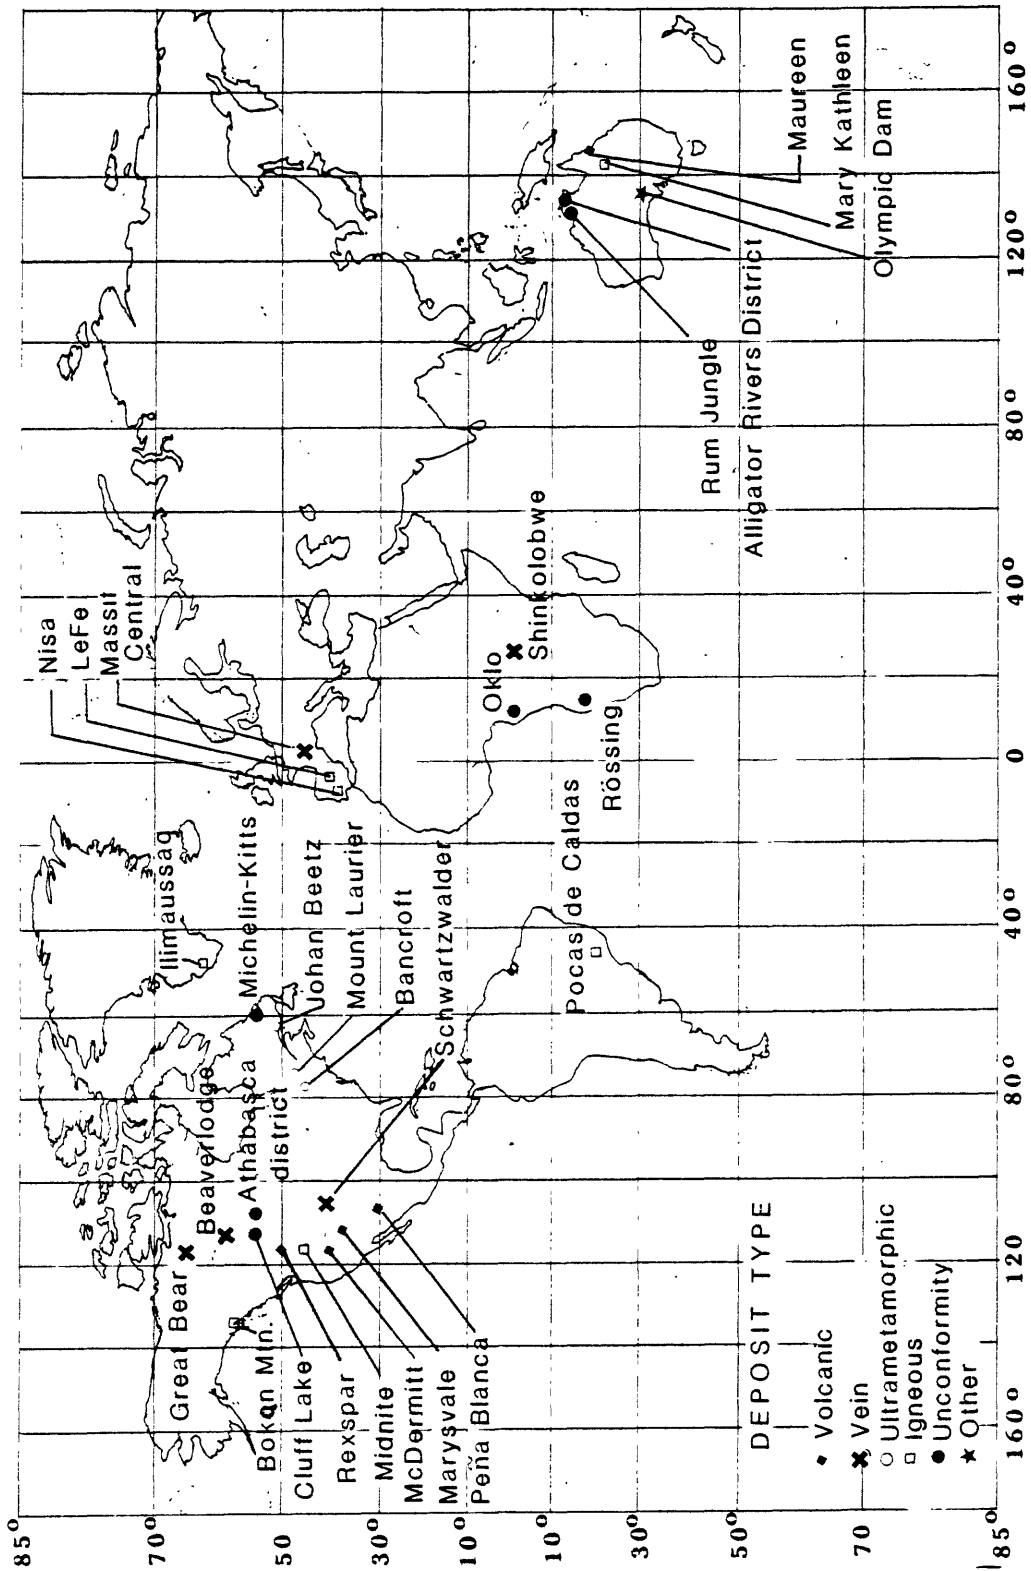 Nisa
LeFe
Massif
Central
Ilimaussaq
Michelin-Kitts
Johan Beetz
Mount Laurier
Bancroft
Schwartzwalder
Great Bear
Beaverlodge
Athabasca
district
Bokan Mtn.
Cluff Lake
Rexspar
Midnite
McDermitt
Marysvale
Peña Blanca
Oklo
Shinkolobwe
Rössing
Pocas de Caldas
Rum Jungle
Alligator Rivers District
Maureen
Mary Kathleen
Olympic Dam
DEPOSIT TYPE
Volcanic
Vein
Ultrametamorphic
Igneous
Unconformity
Other
85°
70°
50
30°
10°
10°
30°
50°
85°
160°
120
80°
40°
0
40°
80°
120°
160°